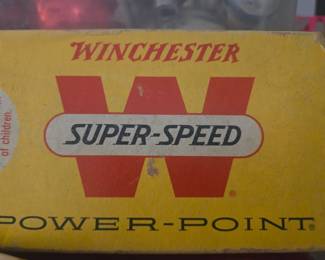 WINCHESTER
W
SUPER-SPEED
®
of children.
POWER-POINT®